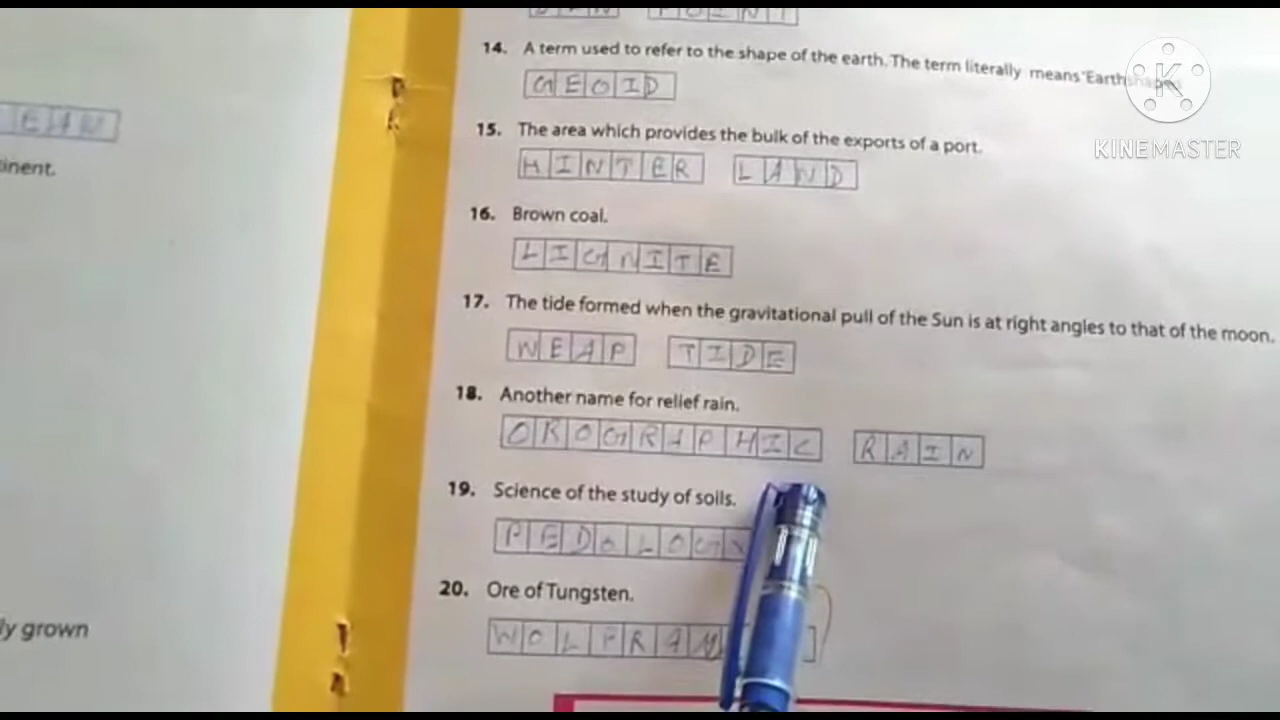 14. A term used to refer to the shape of the earth. The term literally means 'Earth
GEOID
EAN
15. The area which provides the bulk of the exports of a port.
HINTER LAND
KINEMASTER
inent.
16. Brown coal.
LIGNITE
17. The tide formed when the gravitational pull of the Sun is at right angles to that of the moon.
NEAP TIDE
18. Another name for relief rain.
OROGRAPHIC RAIN
19. Science of the study of soils.
PEDOLOGY
20. Ore of Tungsten.
ly grown
WOLFRAM